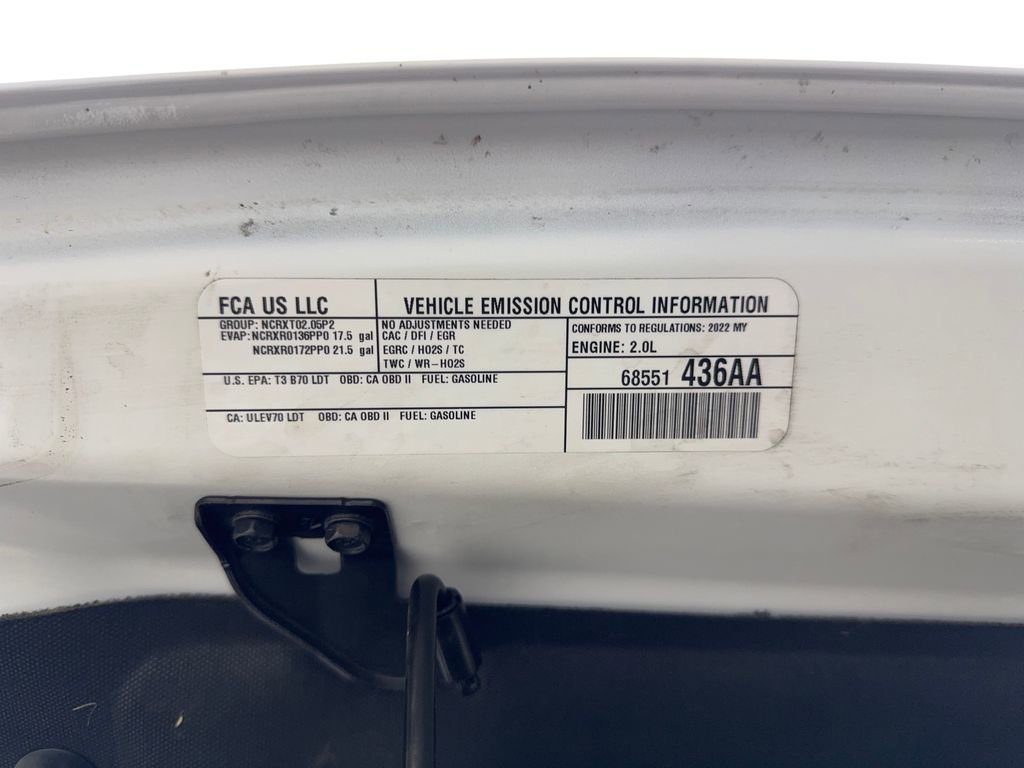 FCA US LLC
VEHICLE EMISSION CONTROL INFORMATION
GROUP: NCRXT02.05P2
EVAP: NCRXR0136PP0 17.5 gal
NCRXR0172PP0 21.5 gal
NO ADJUSTMENTS NEEDED
CAC / DFI / EGR
EGRC / HO2S / TC
TWC / WR-HO2S
CONFORMS TO REGULATIONS: 2022 MY
ENGINE: 2.0L
68551 436AA
U.S. EPA: T3 B70 LDT OBD: CA OBD II FUEL: GASOLINE
CA: ULEV70 LDT OBD: CA OBD II FUEL: GASOLINE